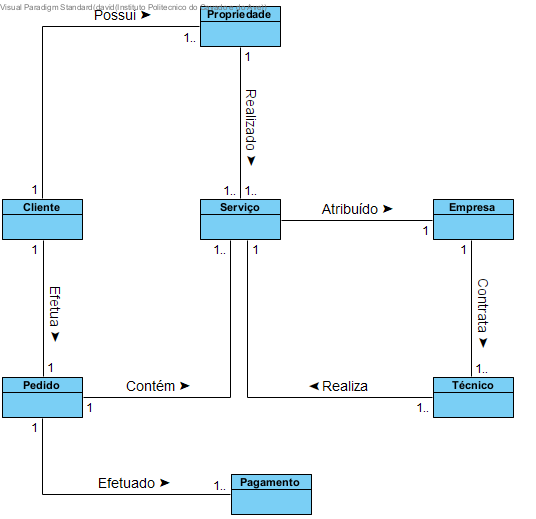 Visual Paradigm Standard(david(Instituto Politecnico do
Possui ➤
Propriedade
1..
1
Realizado ➤
1
1..
1..
Cliente
Serviço
Atribuído ➤
Empresa
1
1
1..
1
1
Efetua ➤
Contrata ➤
1
1..
Pedido
Contém ➤
➤ Realiza
Técnico
1
1..
1
Efetuado ➤
1..
Pagamento